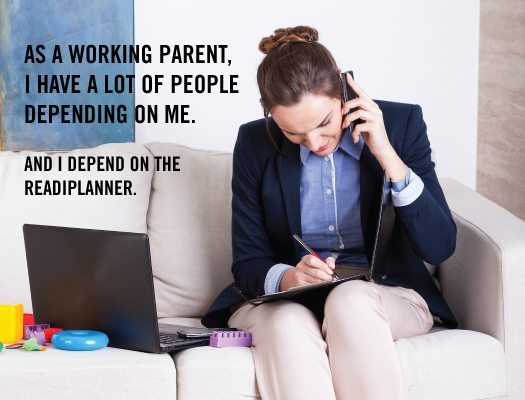 AS A WORKING PARENT,
I HAVE A LOT OF PEOPLE
DEPENDING ON ME.
AND I DEPEND ON THE
READIPLANNER.